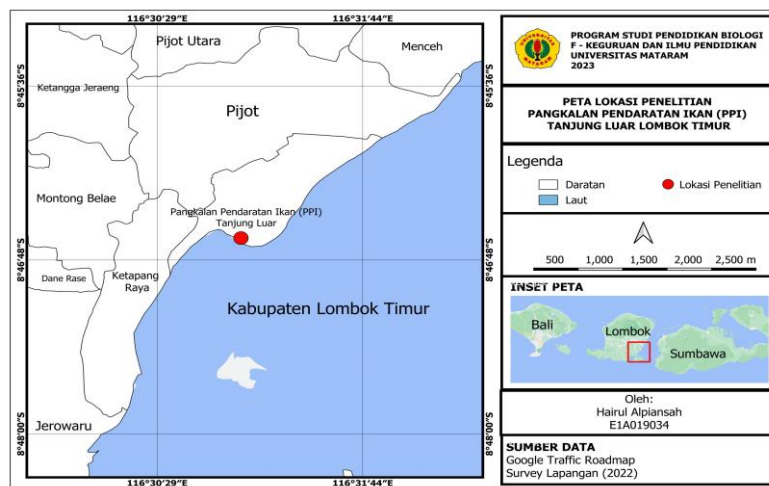 116°30'29"E
116°31'44"E
Pijot Utara
Menceh
8°45'36"S
8°45'36"S
Ketangga Jeraeng
Pijot
Montong Belae
Pangkalan Pendaratan Ikan (PPI)
Tanjung Luar
8°46'48"S
8°46'48"S
Dane Rase
Ketapang
Raya
Kabupaten Lombok Timur
Jerowaru
8°48'00"S
8°48'00"S
116°30'29"E
116°31'44"E
PROGRAM STUDI PENDIDIKAN BIOLOGI
F - KEGURUAN DAN ILMU PENDIDIKAN
UNIVERSITAS MATARAM
2023
PETA LOKASI PENELITIAN
PANGKALAN PENDARATAN IKAN (PPI)
TANJUNG LUAR LOMBOK TIMUR
Legenda
Daratan
Lokasi Penelitian
Laut
500 1,000 1,500 2,000 2,500 m
INSET PETA
Bali
Lombok
Sumbawa
Oleh:
Hairul Alpiansah
E1A019034
SUMBER DATA
Google Traffic Roadmap
Survey Lapangan (2022)